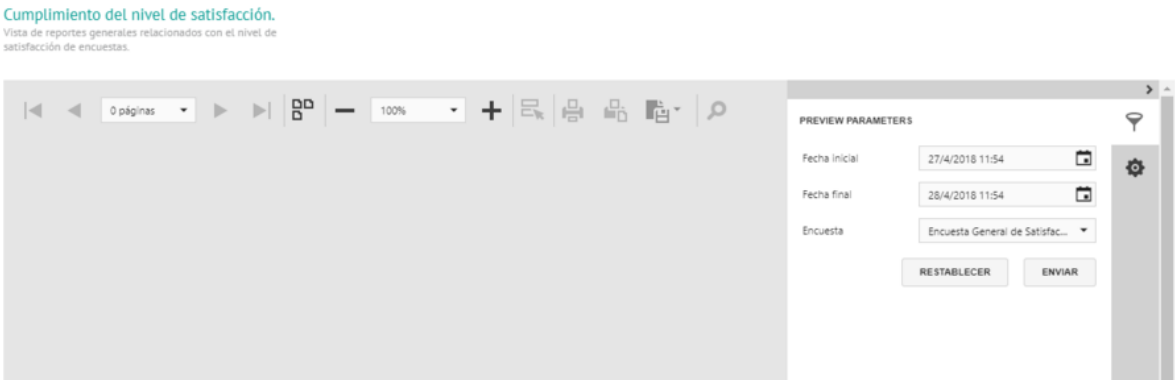 Cumplimiento del nivel de satisfacción.
Vista de reportes generales relacionados con el nivel de
satisfacción de encuestas.
0 páginas
100%
PREVIEW PARAMETERS
Fecha inicial 27/4/2018 11:54
Fecha final 28/4/2018 11:54
Encuesta Encuesta General de Satisfac...
RESTABLECER ENVIAR